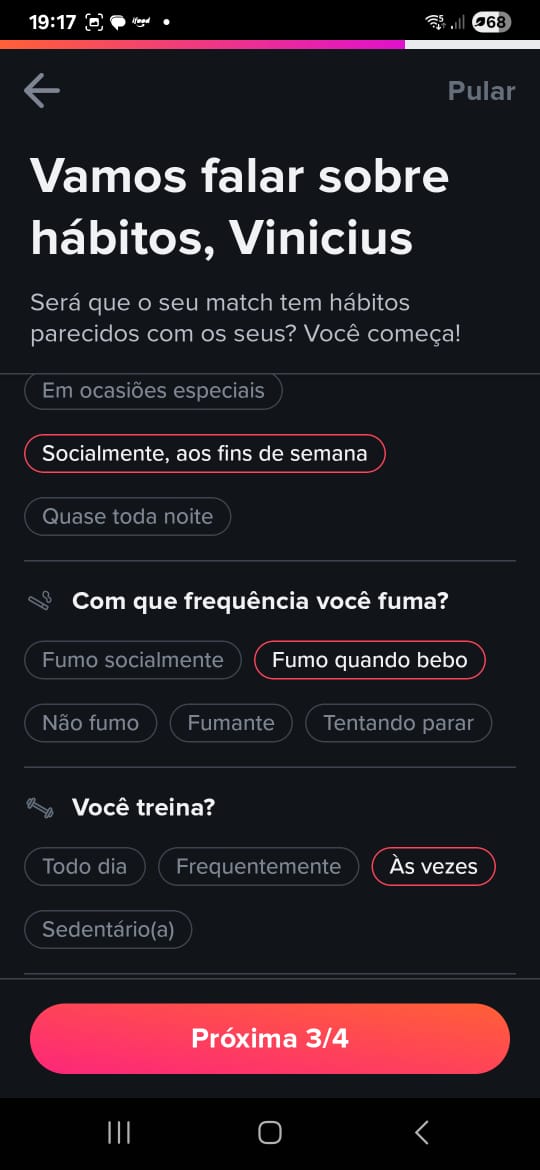 19:17 ifood 68
Pular
Vamos falar sobre
hábitos, Vinicius
Será que o seu match tem hábitos
parecidos com os seus? Você começa!
Em ocasiões especiais
Socialmente, aos fins de semana
Quase toda noite
Com que frequência você fuma?
Fumo socialmente Fumo quando bebo
Não fumo Fumante Tentando parar
Você treina?
Todo dia Frequentemente Às vezes
Sedentário(a)
Próxima 3/4